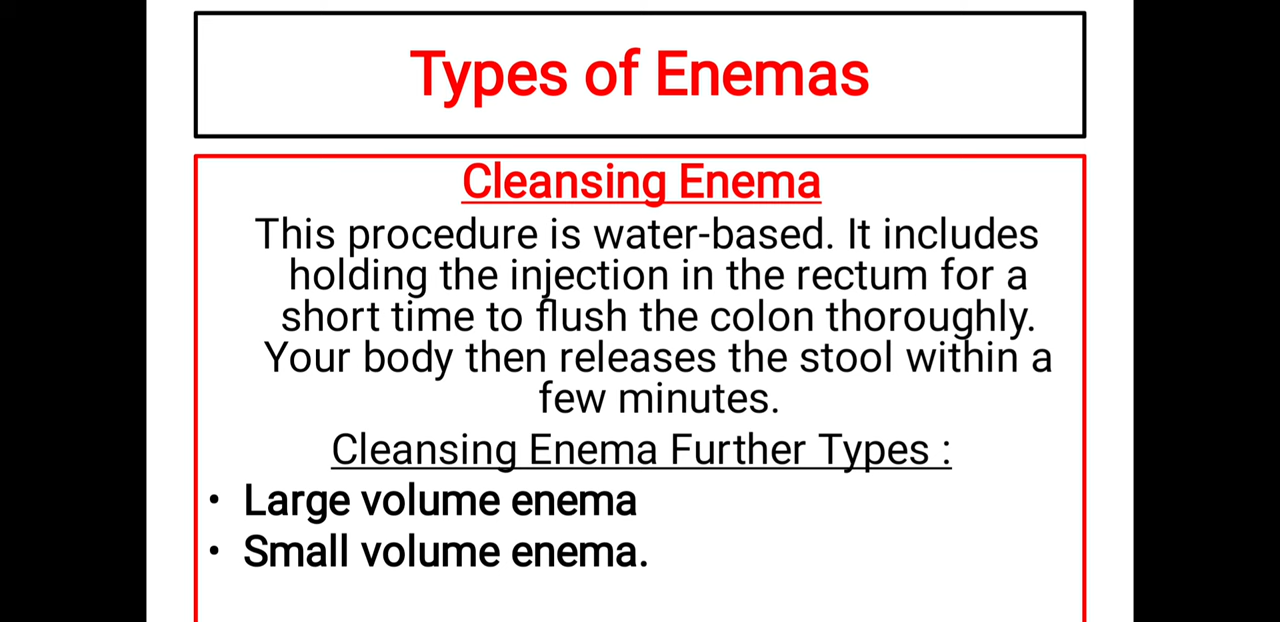 Types of Enemas
Cleansing Enema
This procedure is water-based. It includes
holding the injection in the rectum for a
short time to flush the colon thoroughly.
Your body then releases the stool within a
few minutes.
Cleansing Enema Further Types :
• Large volume enema
• Small volume enema.